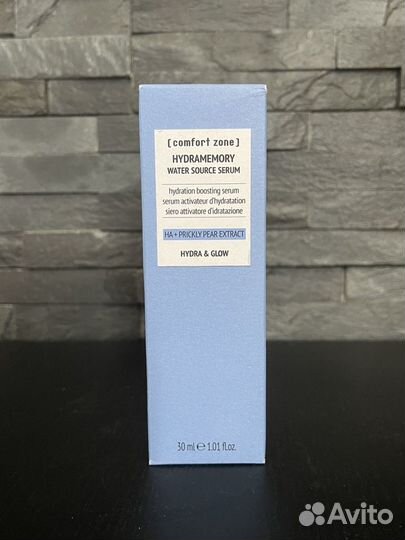 [ comfort zone ]
HYDRAMEMORY
WATER SOURCE SERUM
hydration boosting serum
serum activateur d'hydratation
siero attivatore d'idratazione
HA + PRICKLY PEAR EXTRACT
HYDRA & GLOW
30 ml ℮ 1.01 fl.oz.
Avito